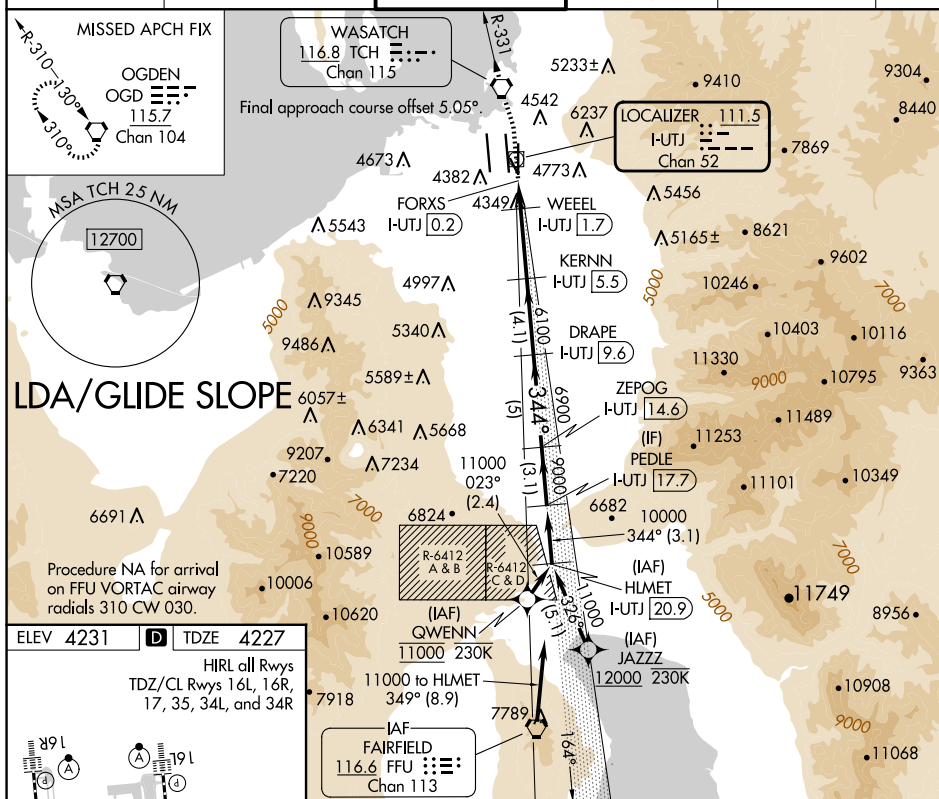 MISSED APCH FIX
R-310
130°
310°
OGDEN
OGD
115.7
Chan 104
WASATCH
116.8 TCH
Chan 115
R-331
Final approach course offset 5.05°.
LOCALIZER 111.5
I-UTJ
Chan 52
5233±
9410
9304
8440
4542
6237
7869
4673
4382
4773
4349
5456
FORXS
I-UTJ 0.2
WEEEL
I-UTJ 1.7
MSA TCH 25 NM
12700
5543
5165±
8621
9602
KERNN
I-UTJ 5.5
4997
10246
7000
5000
5000
9345
(4.1)
6100
5340
9486
DRAPE
I-UTJ 9.6
10403
10116
11330
9363
5589±
9000
10795
LDA/GLIDE SLOPE
344°
(5)
6900
ZEPOG
I-UTJ 14.6
6057±
6341
5668
11489
11253
9207
7220
7234
(IF)
PEDLE
I-UTJ 17.7
(3.1)
9000
11000
023°
(2.4)
11101
10349
7000
9000
6691
6824
6682
10000
344° (3.1)
R-6412
A & B
R-6412
C & D
10589
10006
7000
Procedure NA for arrival
on FFU VORTAC airway
radials 310 CW 030.
(IAF)
HLMET
I-UTJ 20.9
11749
5000
8956
10620
(IAF)
QWENN
11000 230K
326°
(5.1)
1000
(IAF)
JAZZZ
12000 230K
ELEV 4231
D
TDZE 4227
HIRL all Rwys
TDZ/CL Rwys 16L, 16R,
17, 35, 34L, and 34R
7918
11000 to HLMET
349° (8.9)
7789
10908
9000
IAF
FAIRFIELD
116.6 FFU
Chan 113
164°
11068
16R
A
P
A
16L
P